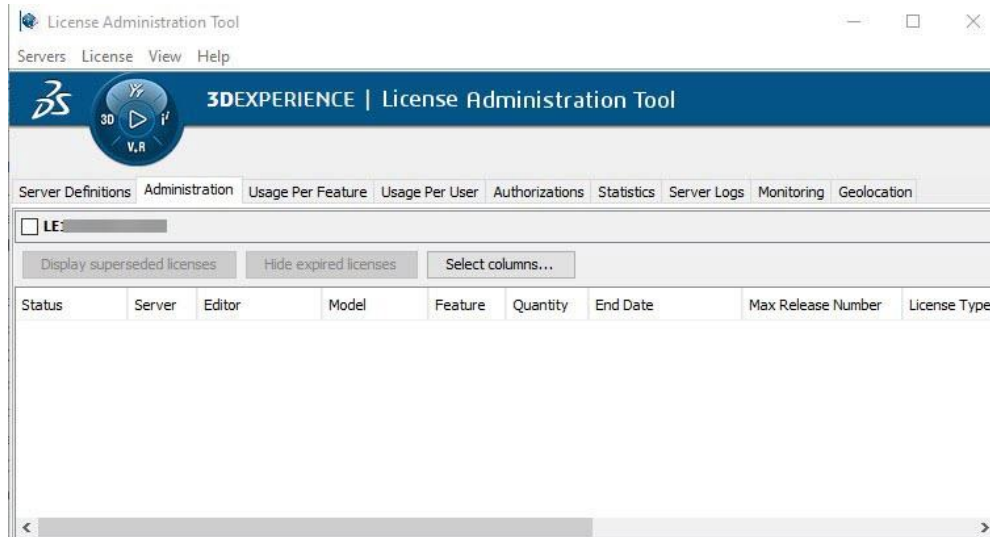 License Administration Tool
Servers License View Help
3DEXPERIENCE | License Administration Tool
3D
V.R
Server Definitions Administration Usage Per Feature Usage Per User Authorizations Statistics Server Logs Monitoring Geolocation
Display superseded licenses Hide expired licenses Select columns...
Status Server Editor Model Feature Quantity End Date Max Release Number License Type